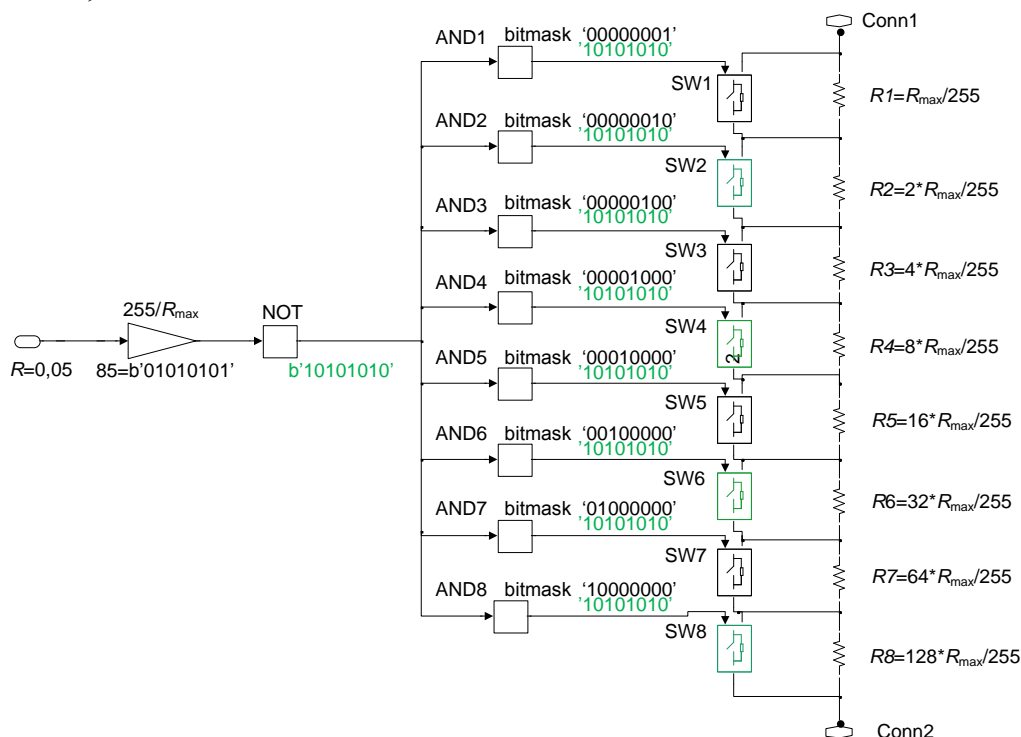 Conn1
AND1 bitmask ‘00000001’
'10101010'
SW1
R1=Rmax/255
AND2 bitmask ‘00000010’
'10101010'
SW2
R2=2*Rmax/255
AND3 bitmask ‘00000100’
'10101010'
SW3
R3=4*Rmax/255
AND4 bitmask ‘00001000’
'10101010'
255/Rmax
NOT
SW4
2
R4=8*Rmax/255
R=0,05
85=b'01010101'
b'10101010'
AND5 bitmask ‘00010000’
'10101010'
SW5
R5=16*Rmax/255
AND6 bitmask ‘00100000’
'10101010'
SW6
R6=32*Rmax/255
AND7 bitmask ‘01000000’
'10101010'
SW7
R7=64*Rmax/255
AND8 bitmask ‘10000000’
'10101010'
SW8
R8=128*Rmax/255
Conn2